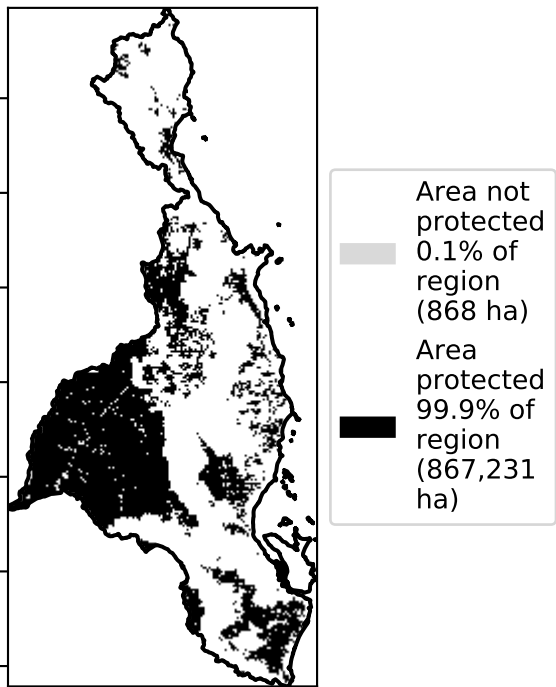 Area not
protected
0.1% of
region
(868 ha)
Area
protected
99.9% of
region
(867,231
ha)